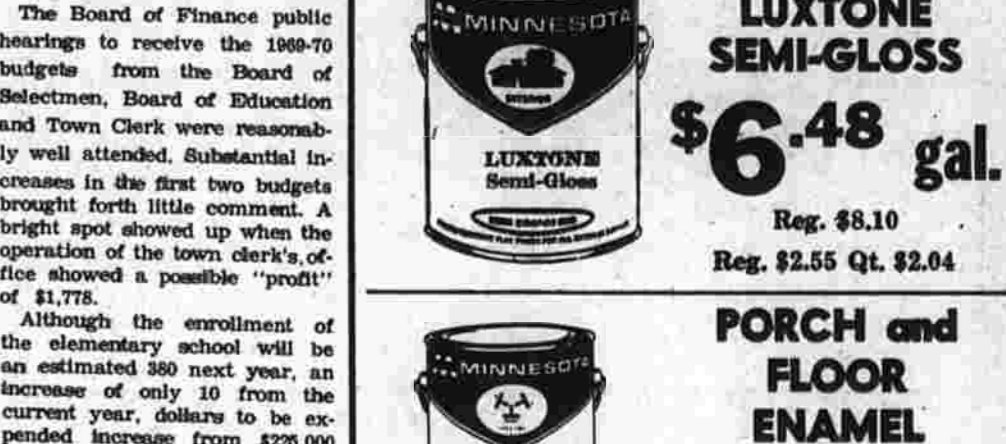 The Board of Finance public
hearings to receive the 1969-70
budgets from the Board of
Selectmen, Board of Education
and Town Clerk were reasonab-
ly well attended. Substantial in-
creases in the first two budgets
brought forth little comment. A
bright spot showed up when the
operation of the town clerk's, of-
fice showed a possible "profit"
of $1,778.
Although the enrollment of
the elementary school will be
an estimated 380 next year, an
increase of only 10 from the
current year, dollars to be ex-
pended increase from $225,000
MINNESOTA
INTERIOR
LUXTONE
Semi-Gloss
LUXTONE
SEMI-GLOSS
$6.48 gal.
Reg. $8.10
Reg. $2.55 Qt. $2.04
MINNESOTA
PORCH and
FLOOR
ENAMEL